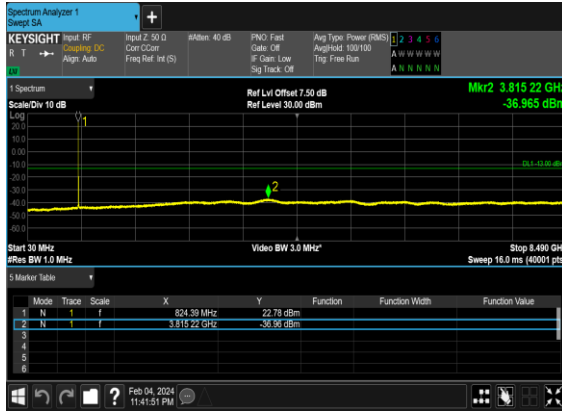 Spectrum Analyzer 1
Swept SA
+
KEYSIGHT
R T
LU
Input: RF
Coupling: DC
Align: Auto
Input Z: 50 Ω
Corr CCorr
Freq Ref: Int (S)
#Atten: 40 dB
PNO: Fast
Gate: Off
IF Gain: Low
Sig Track: Off
Avg Type: Power (RMS)
Avg|Hold: 100/100
Trig: Free Run
1 2 3 4 5 6
A W W W W W
A N N N N N
1 Spectrum
Scale/Div 10 dB
Ref Lvl Offset 7.50 dB
Ref Level 30.00 dBm
Mkr2 3.815 22 GHz
-36.965 dBm
Log
20.0
10.0
0.00
-10.0
-20.0
-30.0
-40.0
-50.0
-60.0
1
2
DL1 -13.00 dBm
Start 30 MHz
#Res BW 1.0 MHz
Video BW 3.0 MHz*
Stop 8.490 GHz
Sweep 16.0 ms (40001 pts)
5 Marker Table
Mode Trace Scale X Y Function Function Width Function Value
1 N 1 f 824.39 MHz 22.78 dBm
2 N 1 f 3.815 22 GHz -36.96 dBm
3
4
5
6
?
Feb 04, 2024
11:41:51 PM